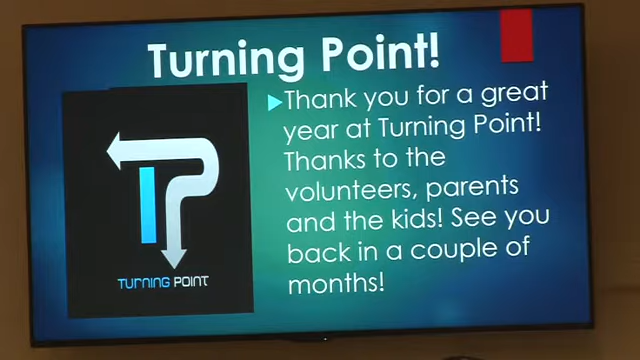 Turning Point!
Thank you for a great
year at Turning Point!
Thanks to the
volunteers, parents
and the kids! See you
back in a couple of
months!
TURNING POINT